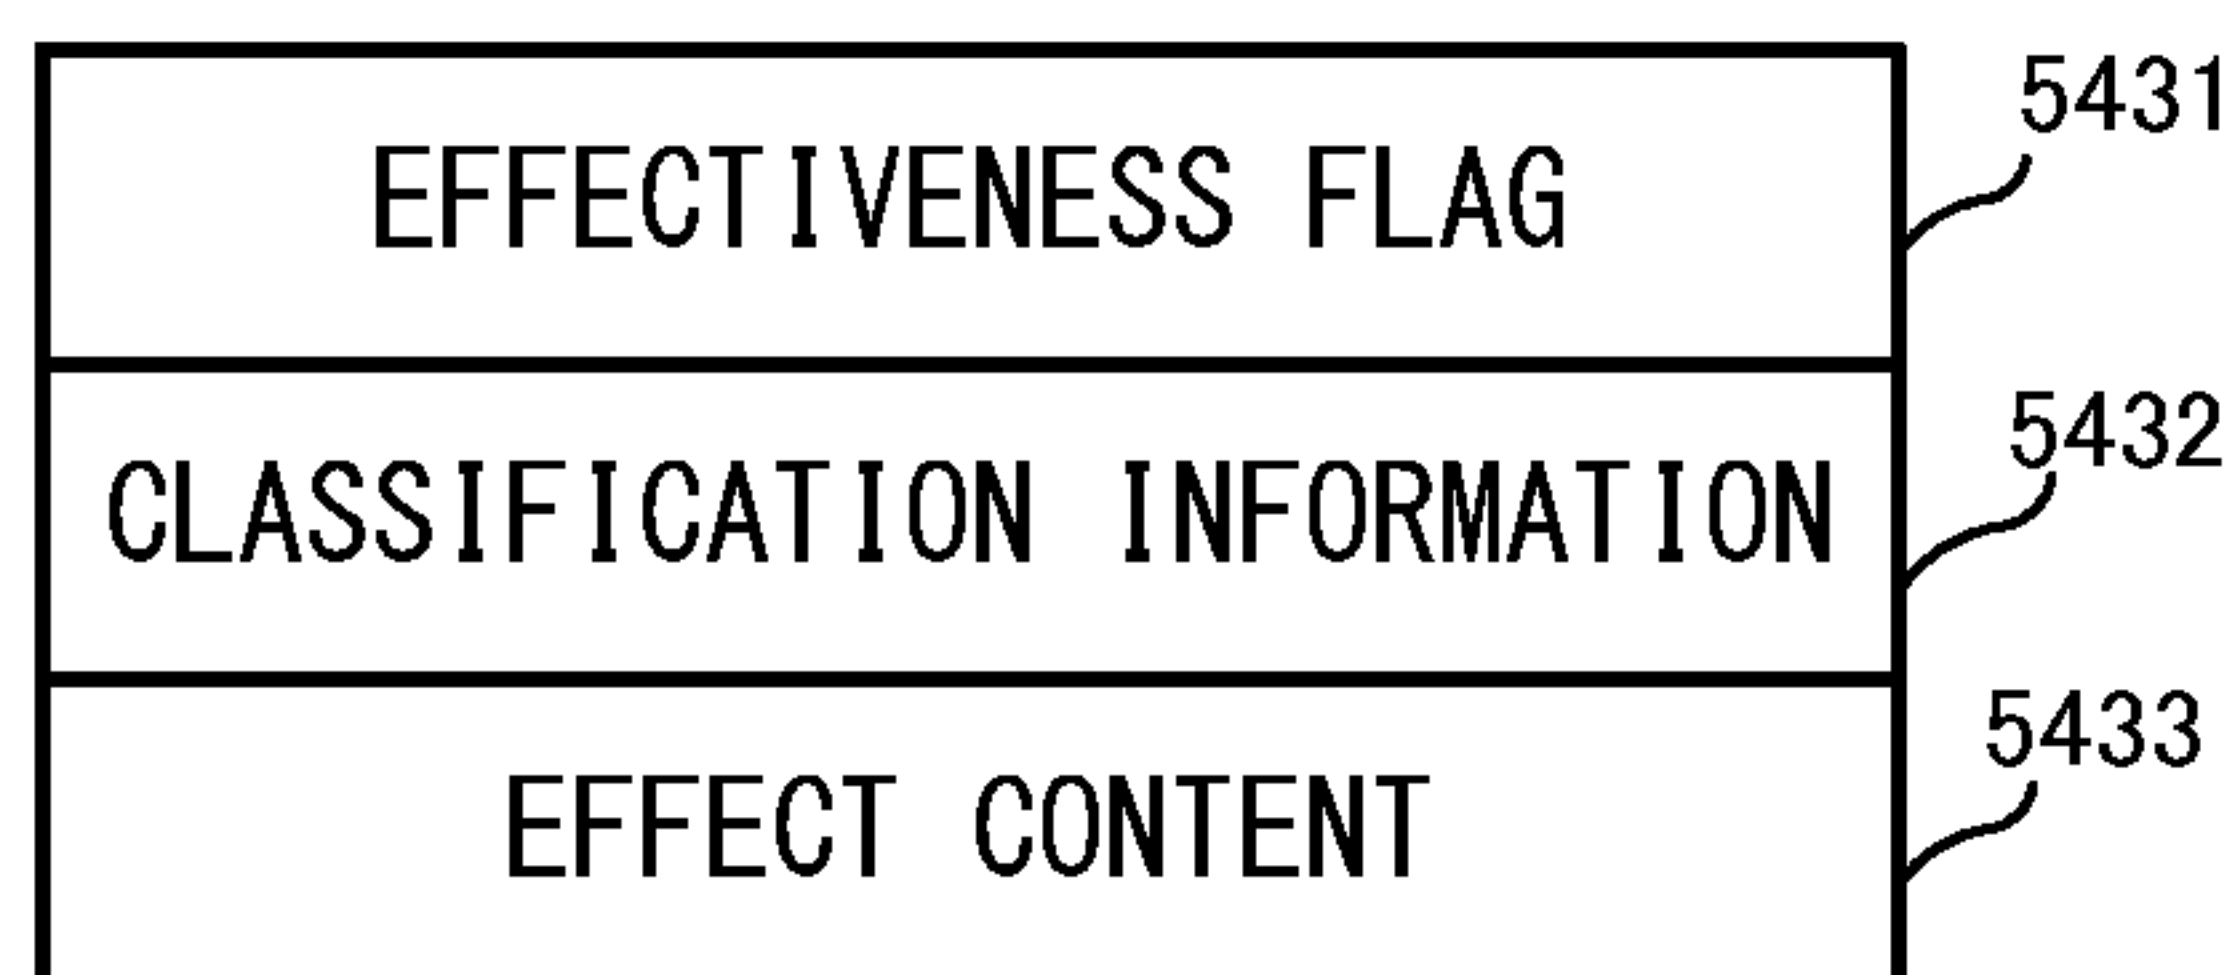 5431
EFFECTIVENESS FLAG
5432
CLASSIFICATION INFORMATION
5433
EFFECT CONTENT